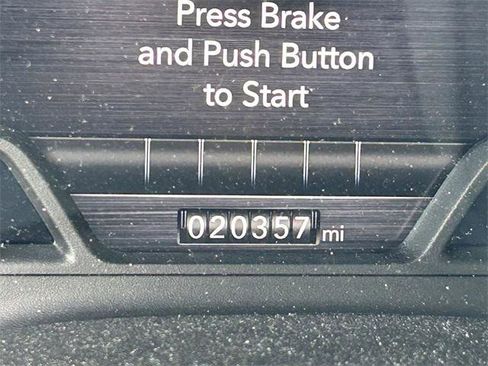 Press Brake
and Push Button
to Start
020357 mi